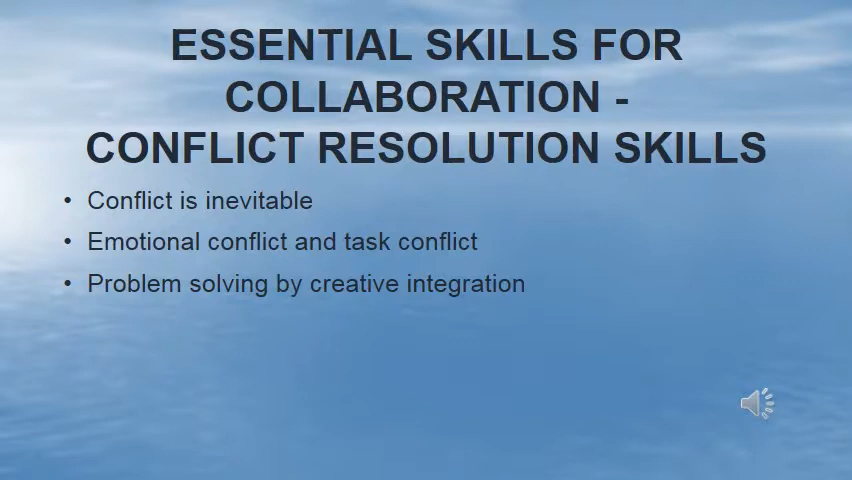 ESSENTIAL SKILLS FOR
COLLABORATION -
CONFLICT RESOLUTION SKILLS
• Conflict is inevitable
• Emotional conflict and task conflict
• Problem solving by creative integration